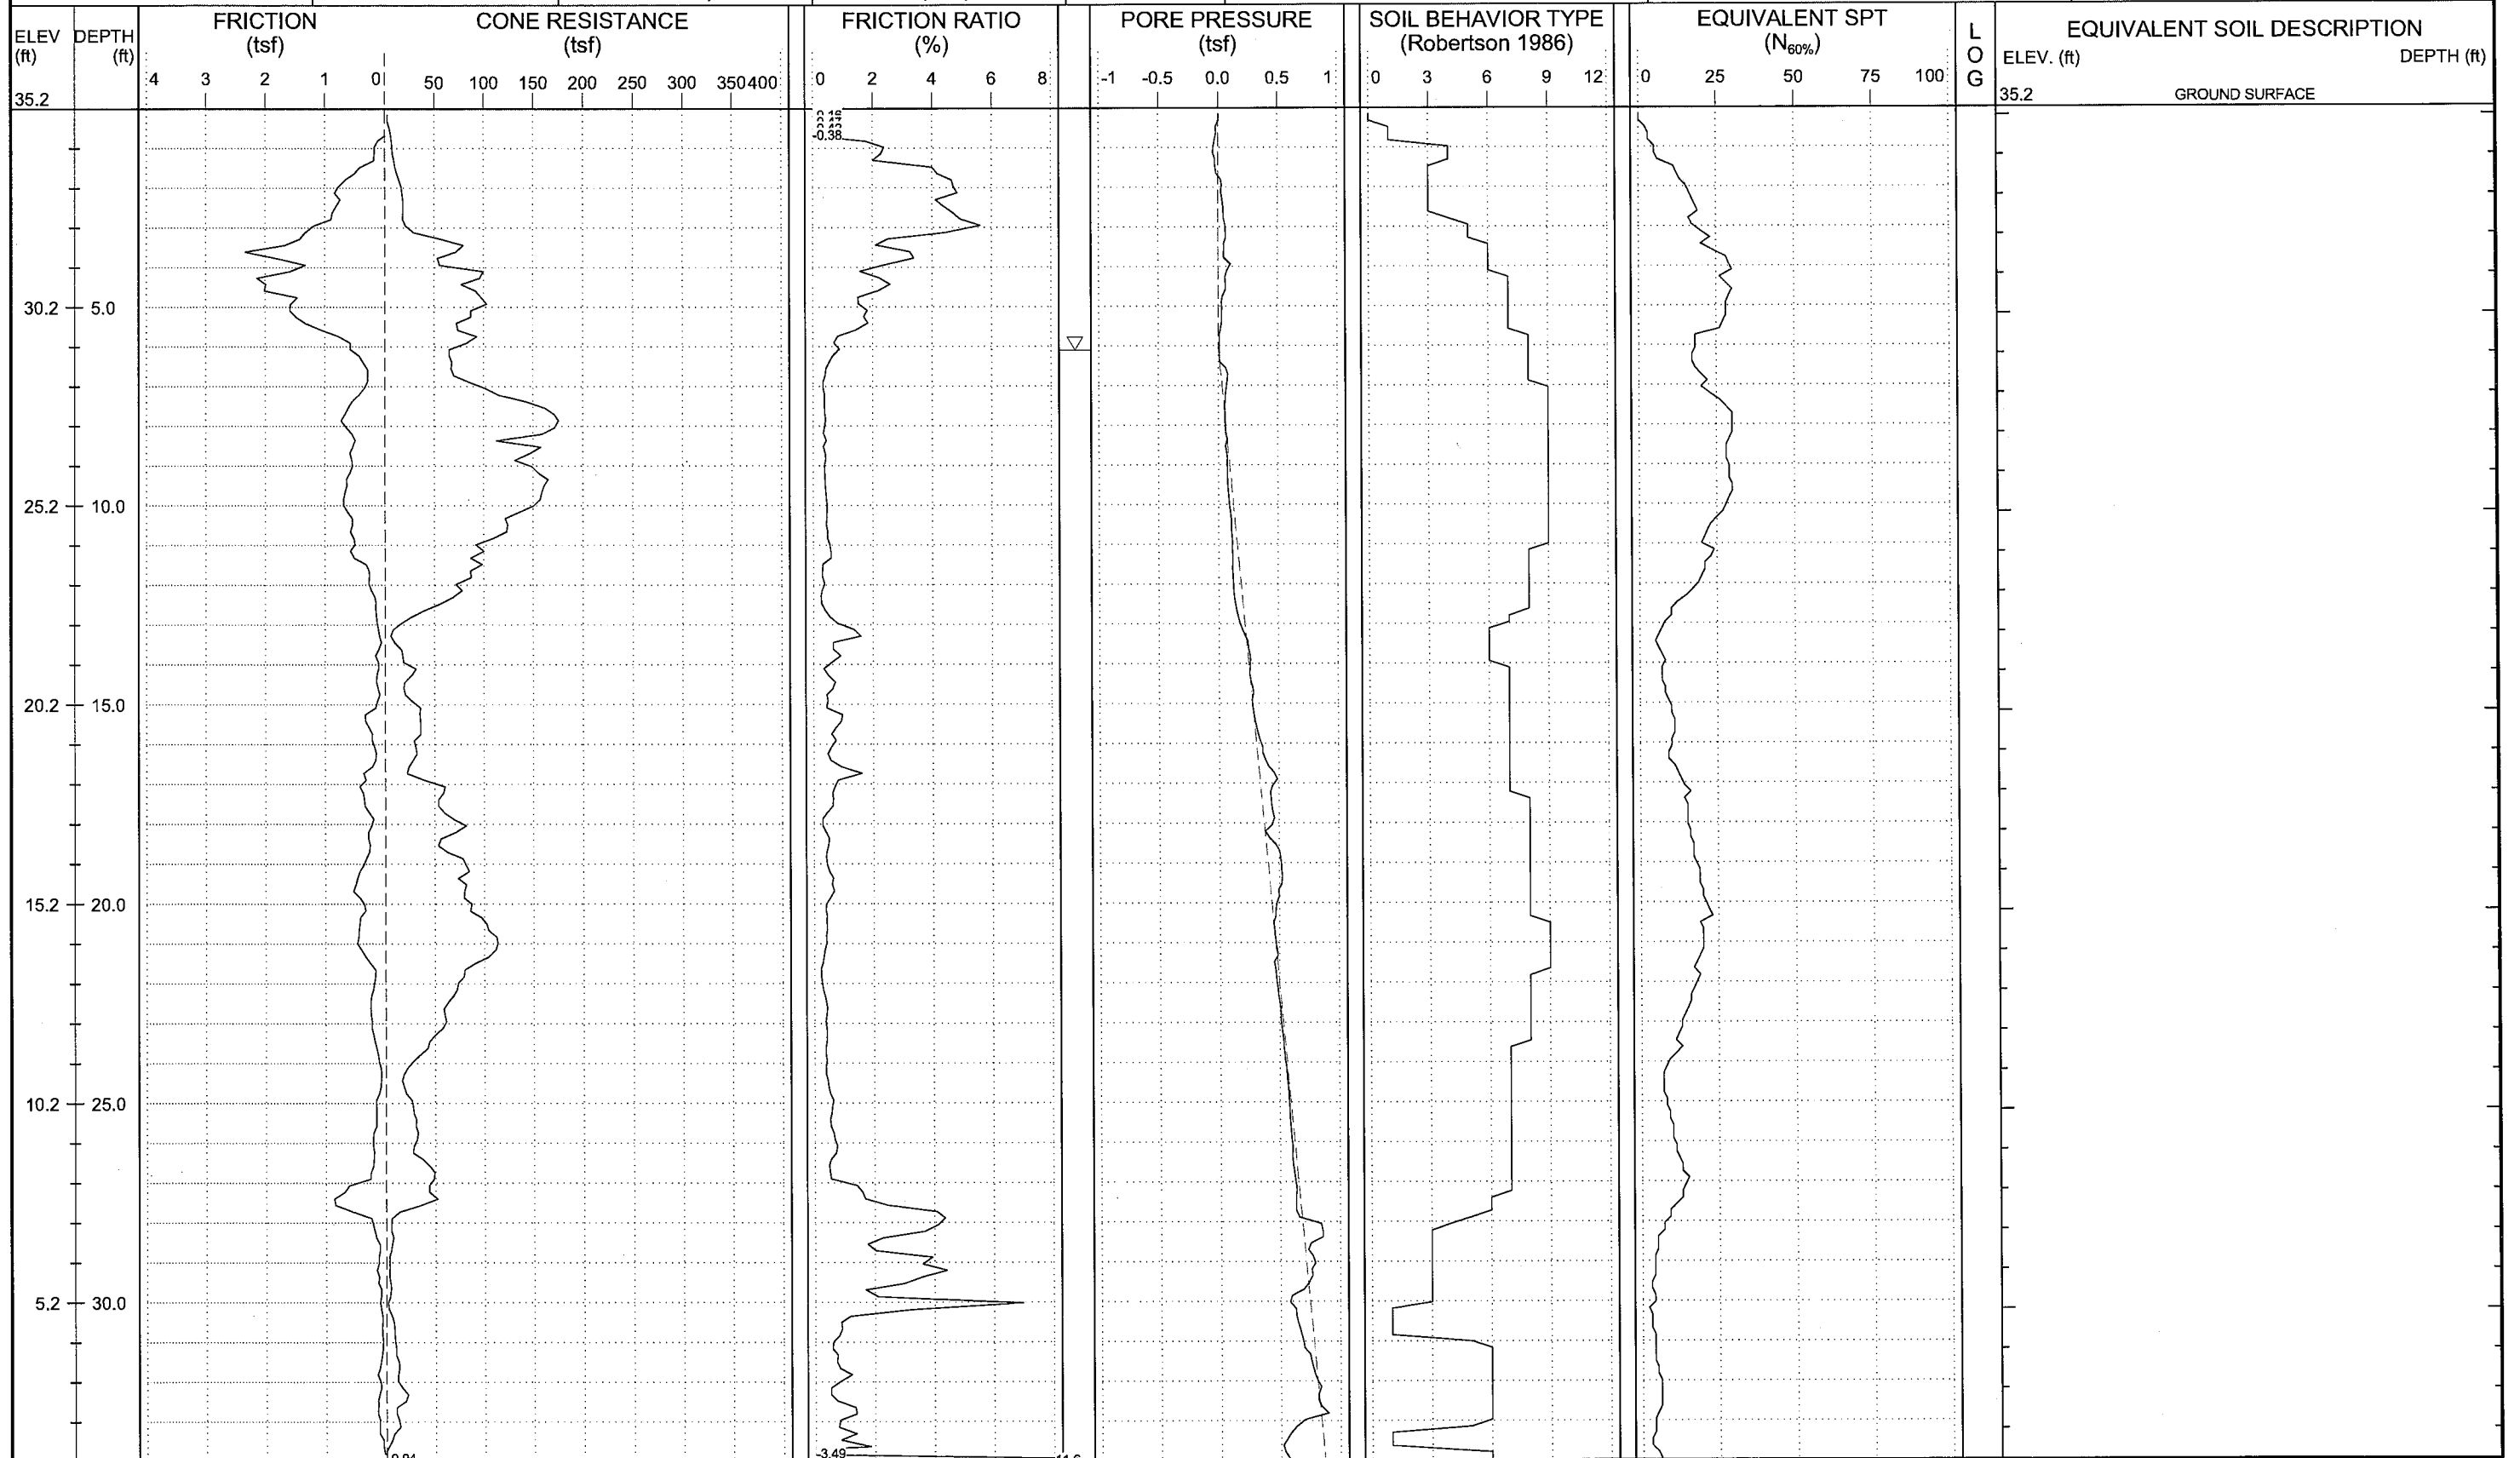 FRICTION CONE RESISTANCE FRICTION RATIO PORE PRESSURE SOIL BEHAVIOR TYPE EQUIVALENT SPT L
ELEV DEPTH (tsf) (tsf) (%) (tsf) (Robertson 1986) (N60%) O EQUIVALENT SOIL DESCRIPTION
(ft) (ft) G ELEV. (ft) DEPTH (ft)
4 3 2 1 0 50 100 150 200 250 300 350 400 0 2 4 6 8 -1 -0.5 0.0 0.5 1 0 3 6 9 12 0 25 50 75 100
35.2 35.2 GROUND SURFACE
-0.38
30.2 5.0
25.2 10.0
20.2 15.0
15.2 20.0
10.2 25.0
5.2 30.0
-3.49